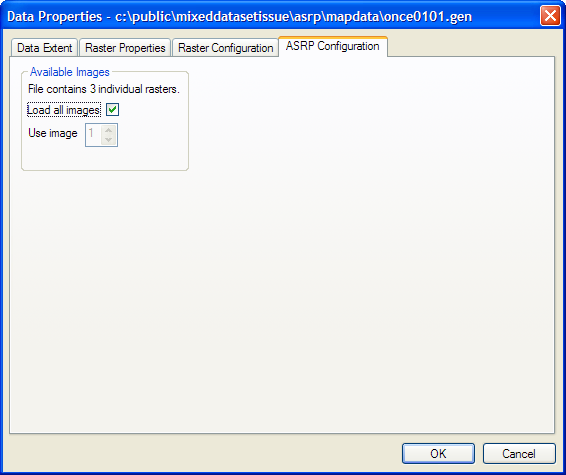 Data Properties - c:\public\mixeddatasetissue\asrp\mapdata\once0101.gen
Data Extent Raster Properties Raster Configuration ASRP Configuration
Available Images
File contains 3 individual rasters.
Load all images
Use image 1
OK Cancel